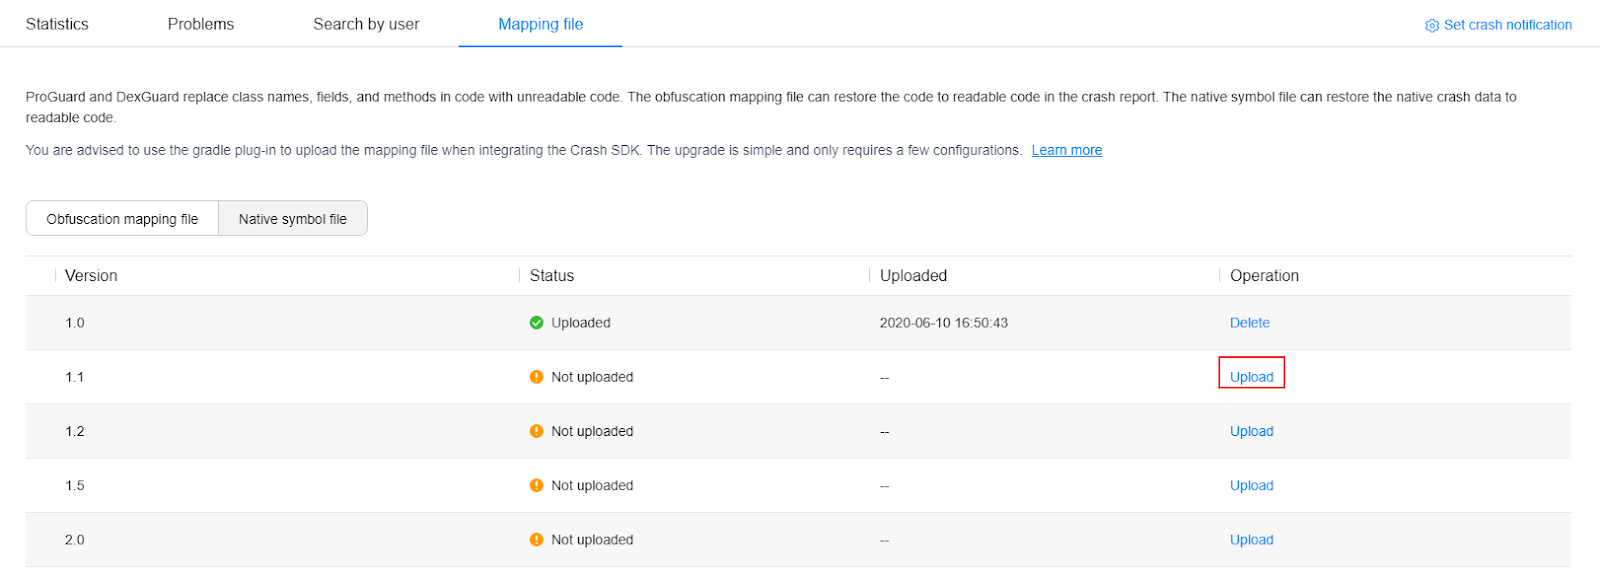 Statistics Problems Search by user Mapping file Set crash notification
ProGuard and DexGuard replace class names, fields, and methods in code with unreadable code. The obfuscation mapping file can restore the code to readable code in the crash report. The native symbol file can restore the native crash data to
readable code.
You are advised to use the gradle plug-in to upload the mapping file when integrating the Crash SDK. The upgrade is simple and only requires a few configurations. Learn more
Obfuscation mapping file Native symbol file
Version Status Uploaded Operation
1.0 Uploaded 2020-06-10 16:50:43 Delete
1.1 Not uploaded -- Upload
1.2 Not uploaded -- Upload
1.5 Not uploaded -- Upload
2.0 Not uploaded -- Upload